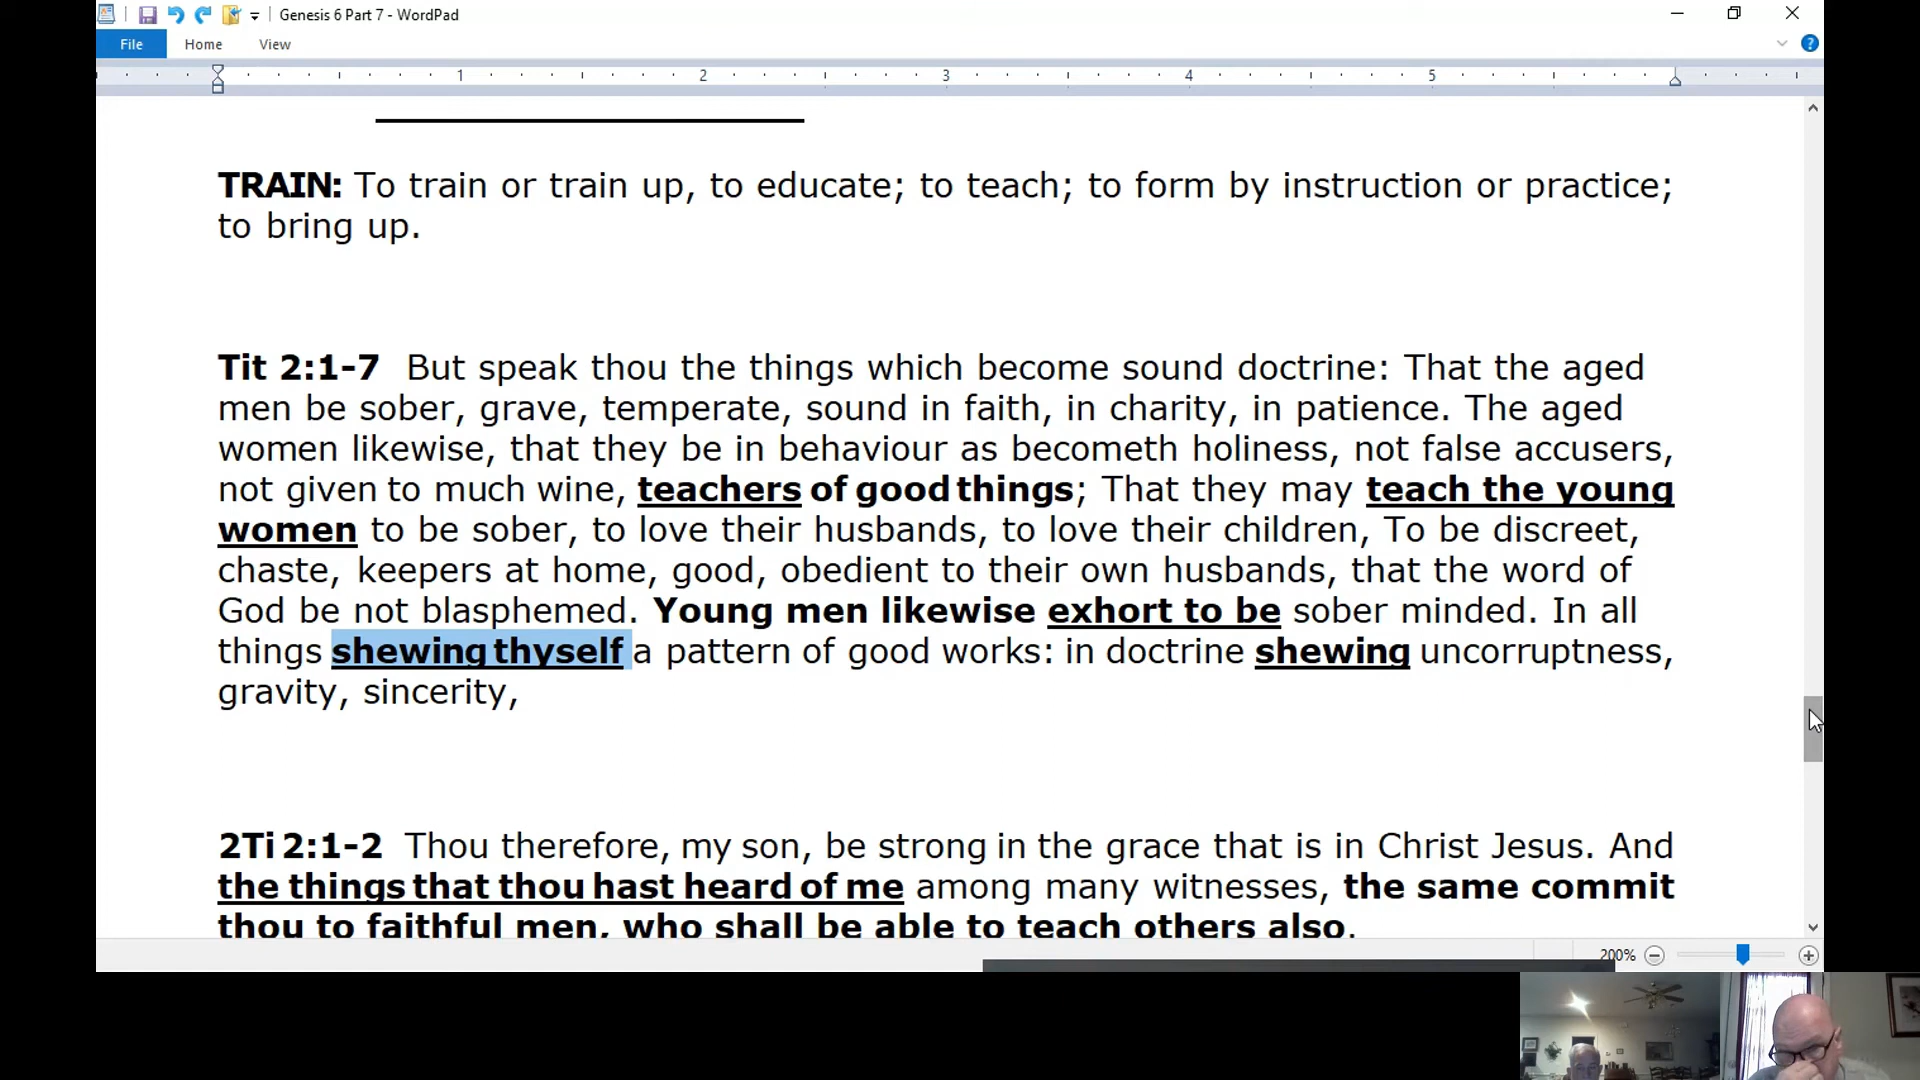 Genesis 6 Part 7 - WordPad
File Home View
1 2 3 4 5
TRAIN: To train or train up, to educate; to teach; to form by instruction or practice;
to bring up.
Tit 2:1-7 But speak thou the things which become sound doctrine: That the aged
men be sober, grave, temperate, sound in faith, in charity, in patience. The aged
women likewise, that they be in behaviour as becometh holiness, not false accusers,
not given to much wine, teachers of good things; That they may teach the young
women to be sober, to love their husbands, to love their children, To be discreet,
chaste, keepers at home, good, obedient to their own husbands, that the word of
God be not blasphemed. Young men likewise exhort to be sober minded. In all
things shewing thyself a pattern of good works: in doctrine shewing uncorruptness,
gravity, sincerity,
2Ti 2:1-2 Thou therefore, my son, be strong in the grace that is in Christ Jesus. And
the things that thou hast heard of me among many witnesses, the same commit
thou to faithful men, who shall be able to teach others also.
200%